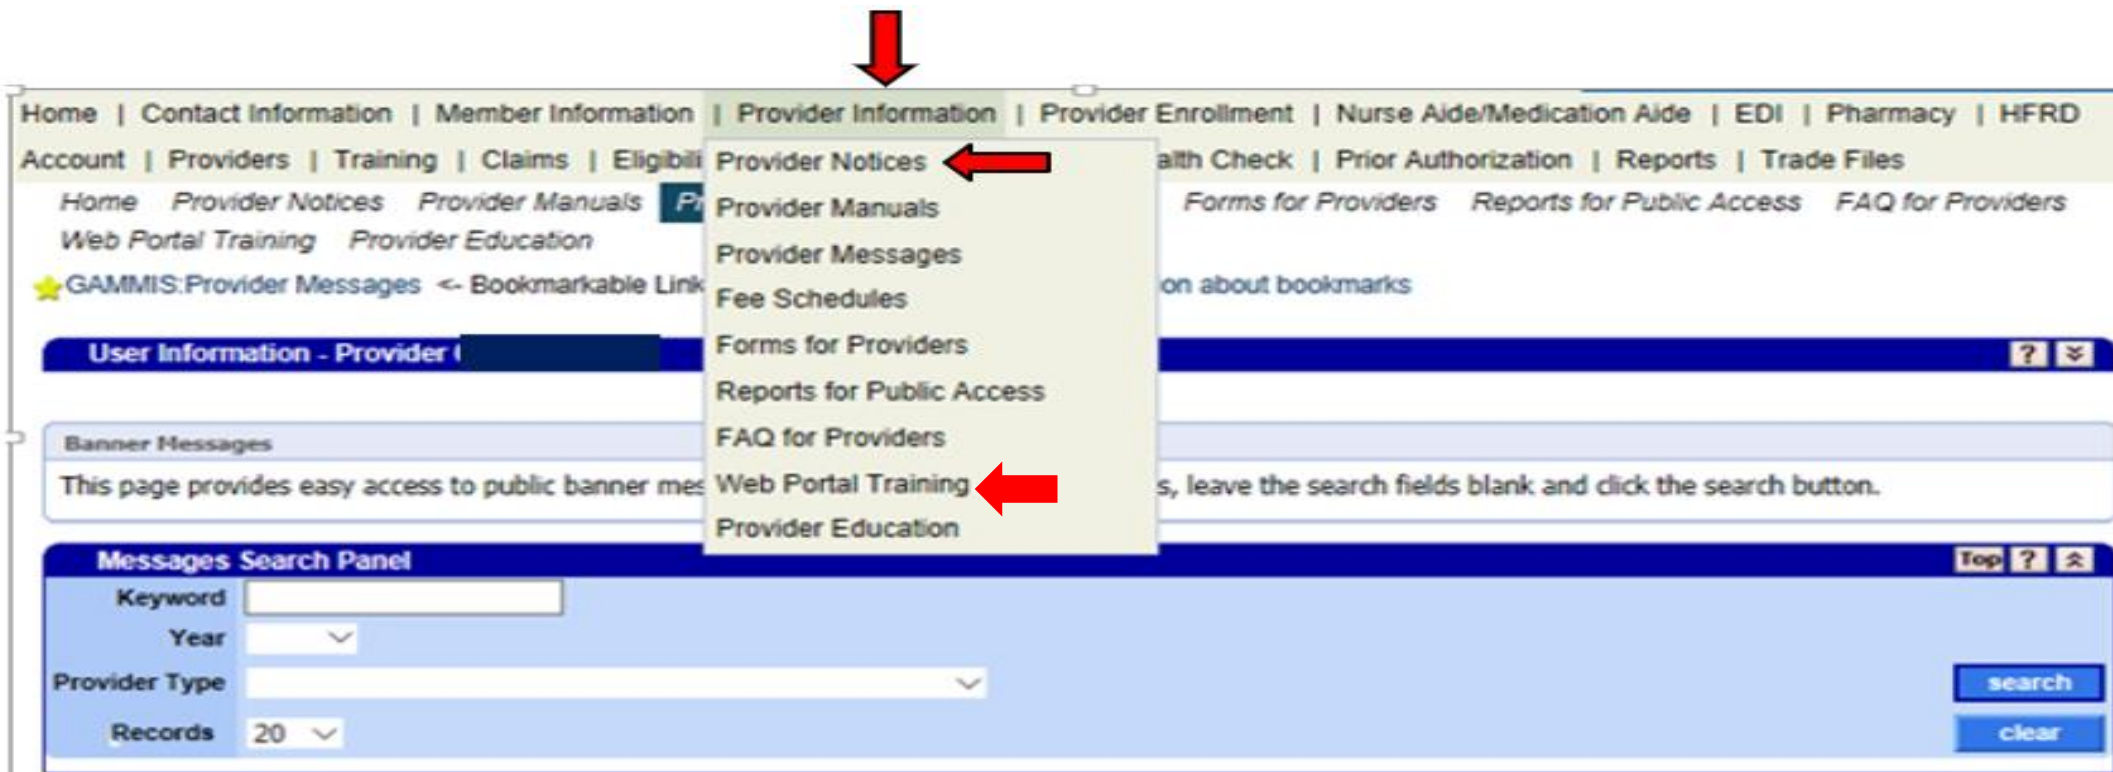 Home | Contact Information | Member Information | Provider Information | Provider Enrollment | Nurse Aide/Medication Aide | EDI | Pharmacy | HFRD
Account | Providers | Training | Claims | alth Check | Prior Authorization | Reports | Trade Files
Home Provider Notices Provider Manuals Forms for Providers Reports for Public Access FAQ for Providers
Web Portal Training Provider Education
GAMMIS:Provider Messages <- Bookmarkable Link on about bookmarks
Provider Notices
Provider Manuals
Provider Messages
Fee Schedules
Forms for Providers
Reports for Public Access
FAQ for Providers
Web Portal Training
Provider Education
User Information - Provider
? 
Banner Messages
This page provides easy access to public banner mes s, leave the search fields blank and click the search button.
Messages Search Panel
Top ?
Keyword
Year
Provider Type
search
Records 20
clear